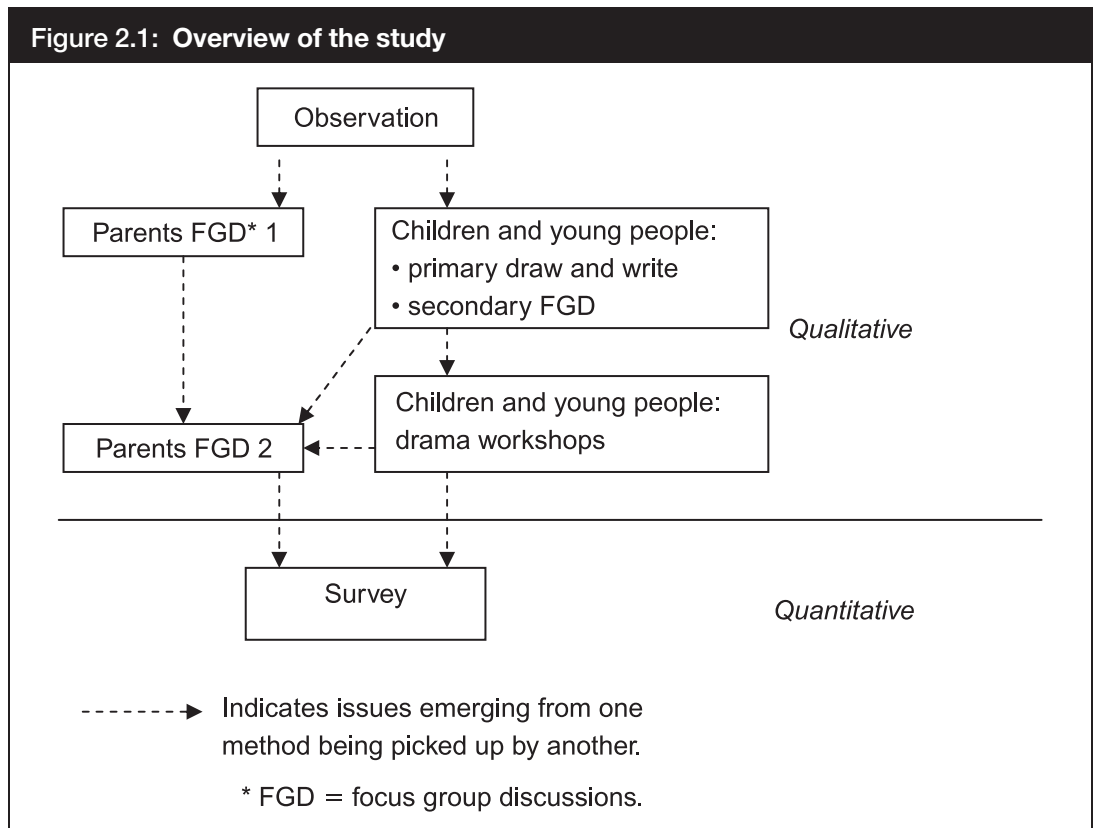 Figure 2.1: Overview of the study
Observation
Parents FGD* 1
Children and young people:
• primary draw and write
• secondary FGD
Qualitative
Children and young people:
drama workshops
Parents FGD 2
Survey
Quantitative
Indicates issues emerging from one
method being picked up by another.
* FGD = focus group discussions.